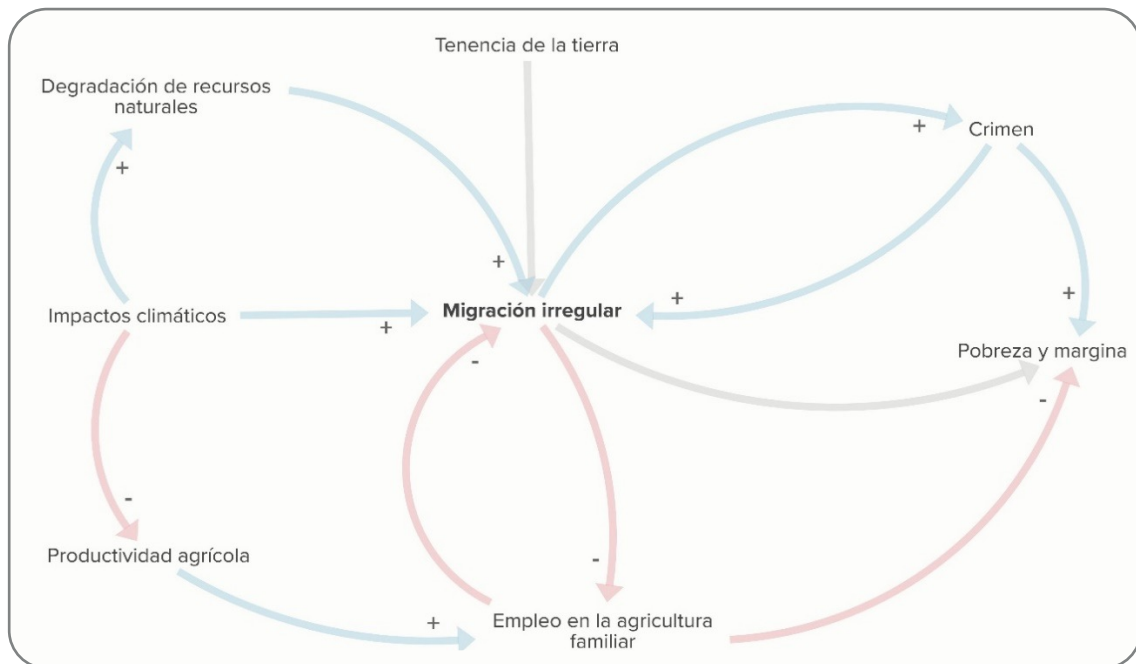 Tenencia de la tierra
Degradación de recursos
naturales
+
Crimen
+
+
+
Impactos climáticos
+
Migración irregular
+
+
-
Pobreza y margina
-
-
-
Productividad agrícola
+
Empleo en la agricultura
familiar